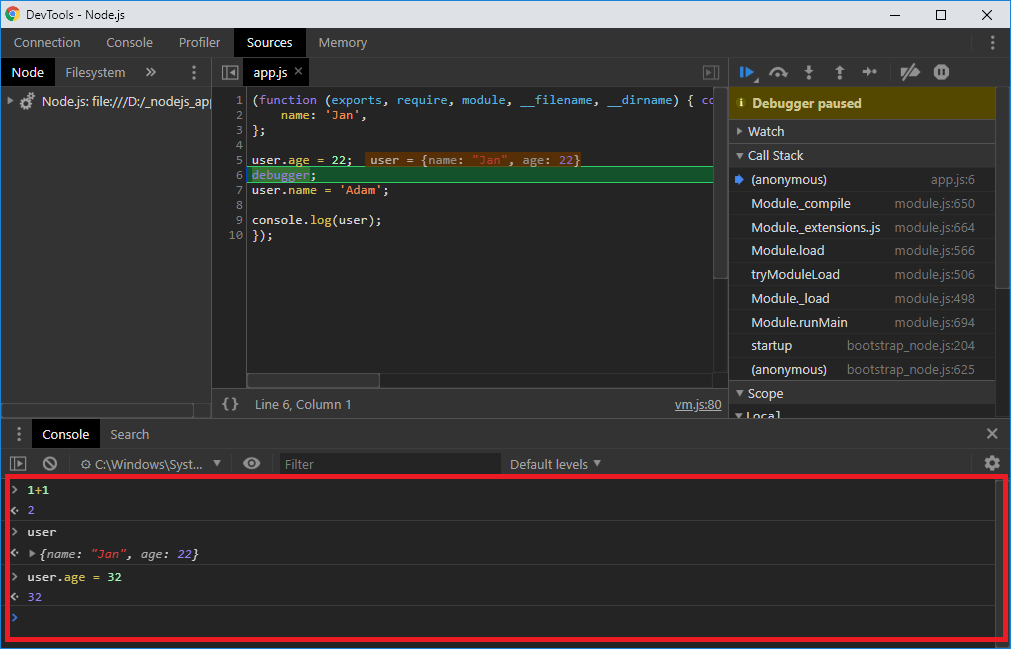 DevTools - Node.js
Connection Console Profiler Sources Memory
Node Filesystem » app.js ×
Node.js: file:///D:/_nodejs_app
1 (function (exports, require, module, __filename, __dirname) { co
2 name: 'Jan',
3 };
4
5 user.age = 22; user = {name: "Jan", age: 22}
6 debugger;
7 user.name = 'Adam';
8
9 console.log(user);
10 });
{} Line 6, Column 1 vm.js:80
Debugger paused
Watch
Call Stack
(anonymous) app.js:6
Module._compile module.js:650
Module._extensions..js module.js:664
Module.load module.js:566
tryModuleLoad module.js:506
Module._load module.js:498
Module.runMain module.js:694
startup bootstrap_node.js:204
(anonymous) bootstrap_node.js:625
Scope
Local
Console Search
C:\Windows\Syst... Filter Default levels
> 1+1
2
> user
{name: "Jan", age: 22}
> user.age = 32
32
>